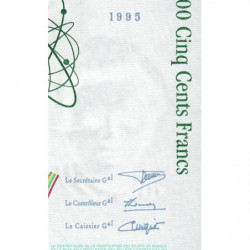 1995
00 Cinq Cents Francs
Le Secrétaire Gᵃˡ
Le Contrôleur Gᵃˡ
Le Caissier Gᵃˡ